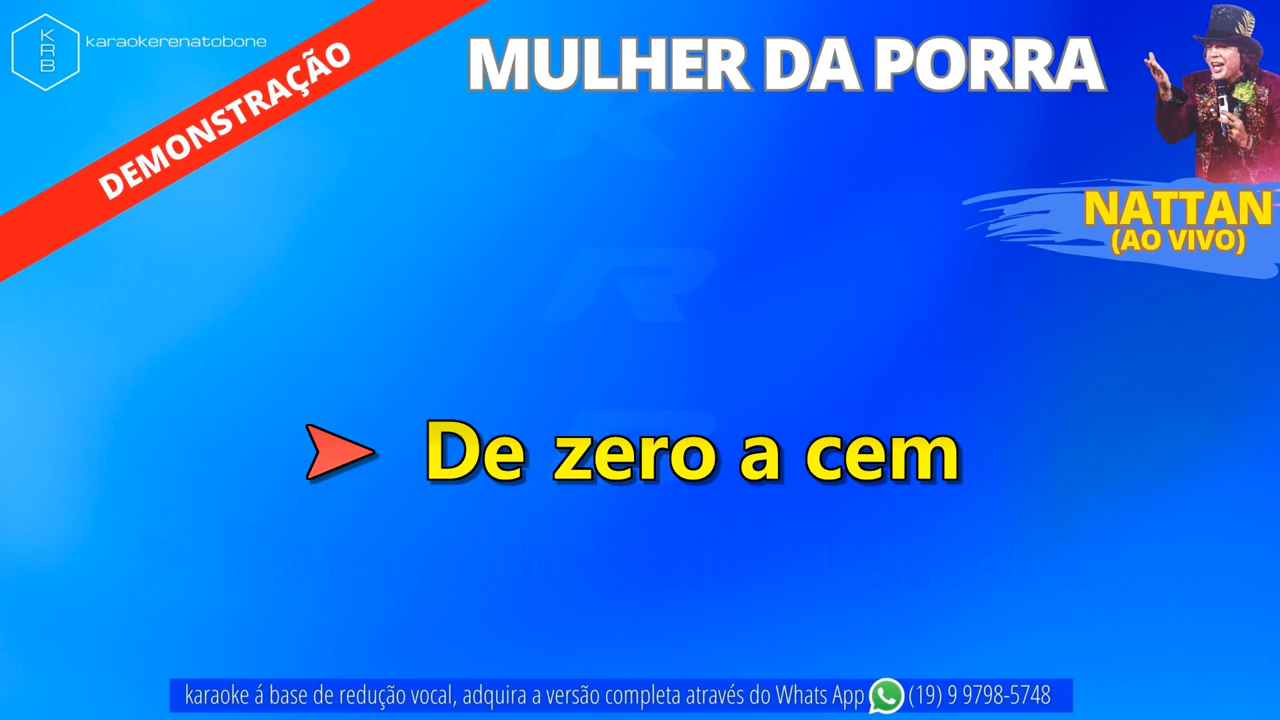 KRB
karaokerenatobone
DEMONSTRAÇÃO
MULHER DA PORRA
NATTAN
(AO VIVO)
K
R
De zero a cem
karaoke á base de redução vocal, adquira a versão completa através do Whats App (19) 9 9798-5748